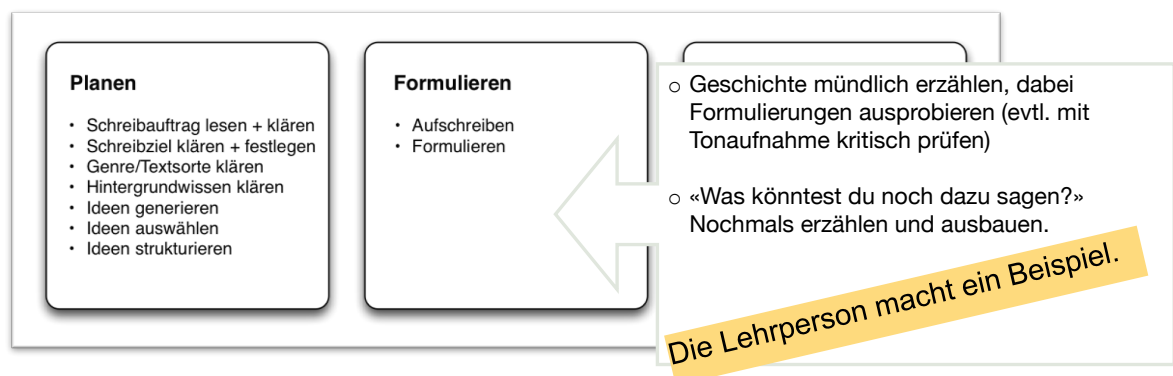 Planen
• Schreibauftrag lesen + klären
• Schreibziel klären + festlegen
• Genre/Textsorte klären
• Hintergrundwissen klären
• Ideen generieren
• Ideen auswählen
• Ideen strukturieren
Formulieren
• Aufschreiben
• Formulieren
○ Geschichte mündlich erzählen, dabei
Formulierungen ausprobieren (evtl. mit
Tonaufnahme kritisch prüfen)
○ «Was könntest du noch dazu sagen?»
Nochmals erzählen und ausbauen.
Die Lehrperson macht ein Beispiel.